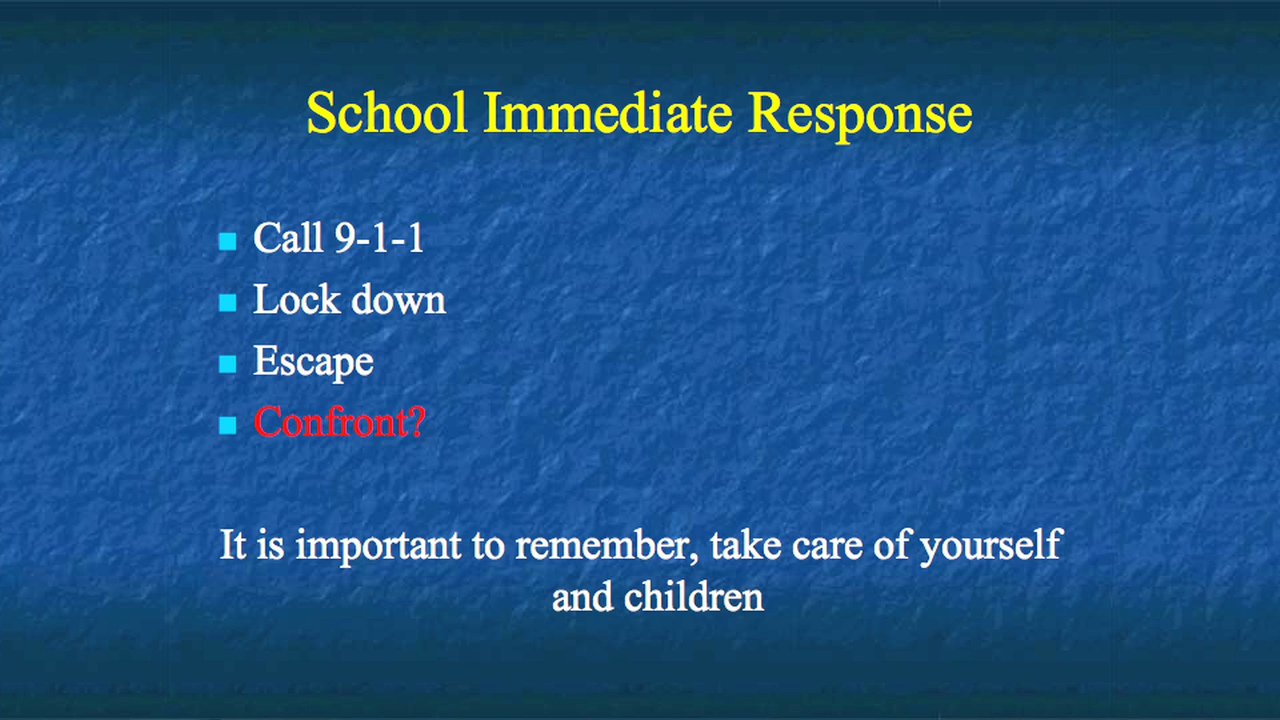 School Immediate Response
Call 9-1-1
Lock down
Escape
Confront?
It is important to remember, take care of yourself
and children